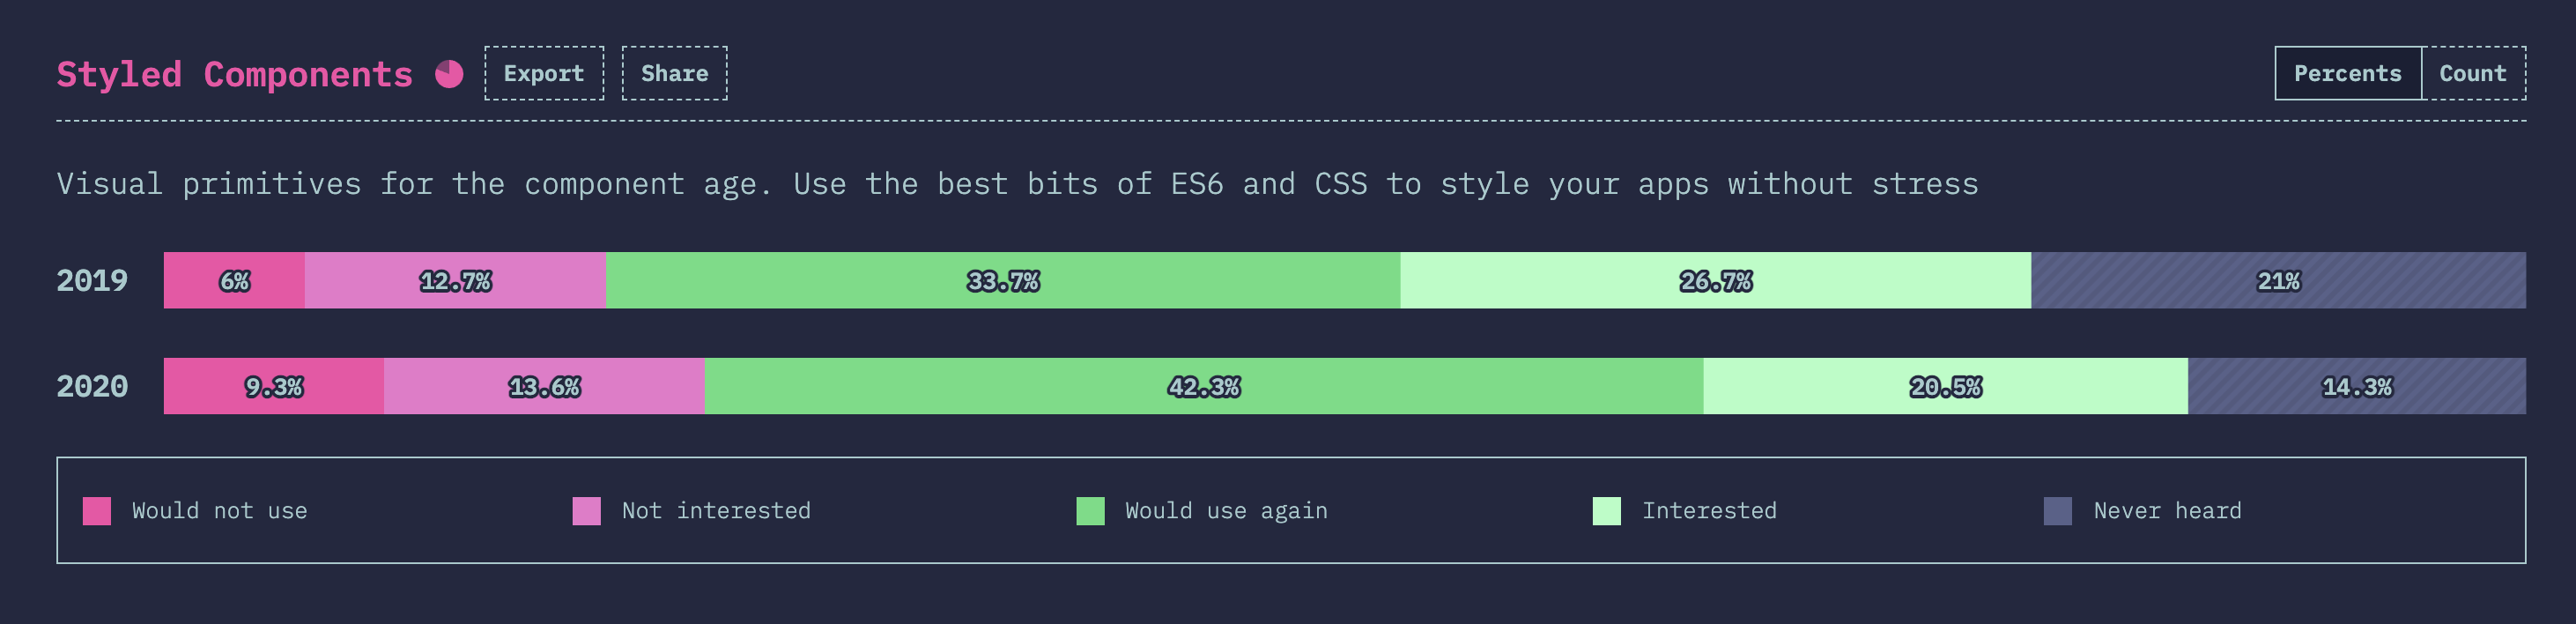 Styled Components Export Share Percents Count
Visual primitives for the component age. Use the best bits of ES6 and CSS to style your apps without stress
2019 6% 12.7% 33.7% 26.7% 21%
2020 9.3% 13.6% 42.3% 20.5% 14.3%
Would not use Not interested Would use again Interested Never heard